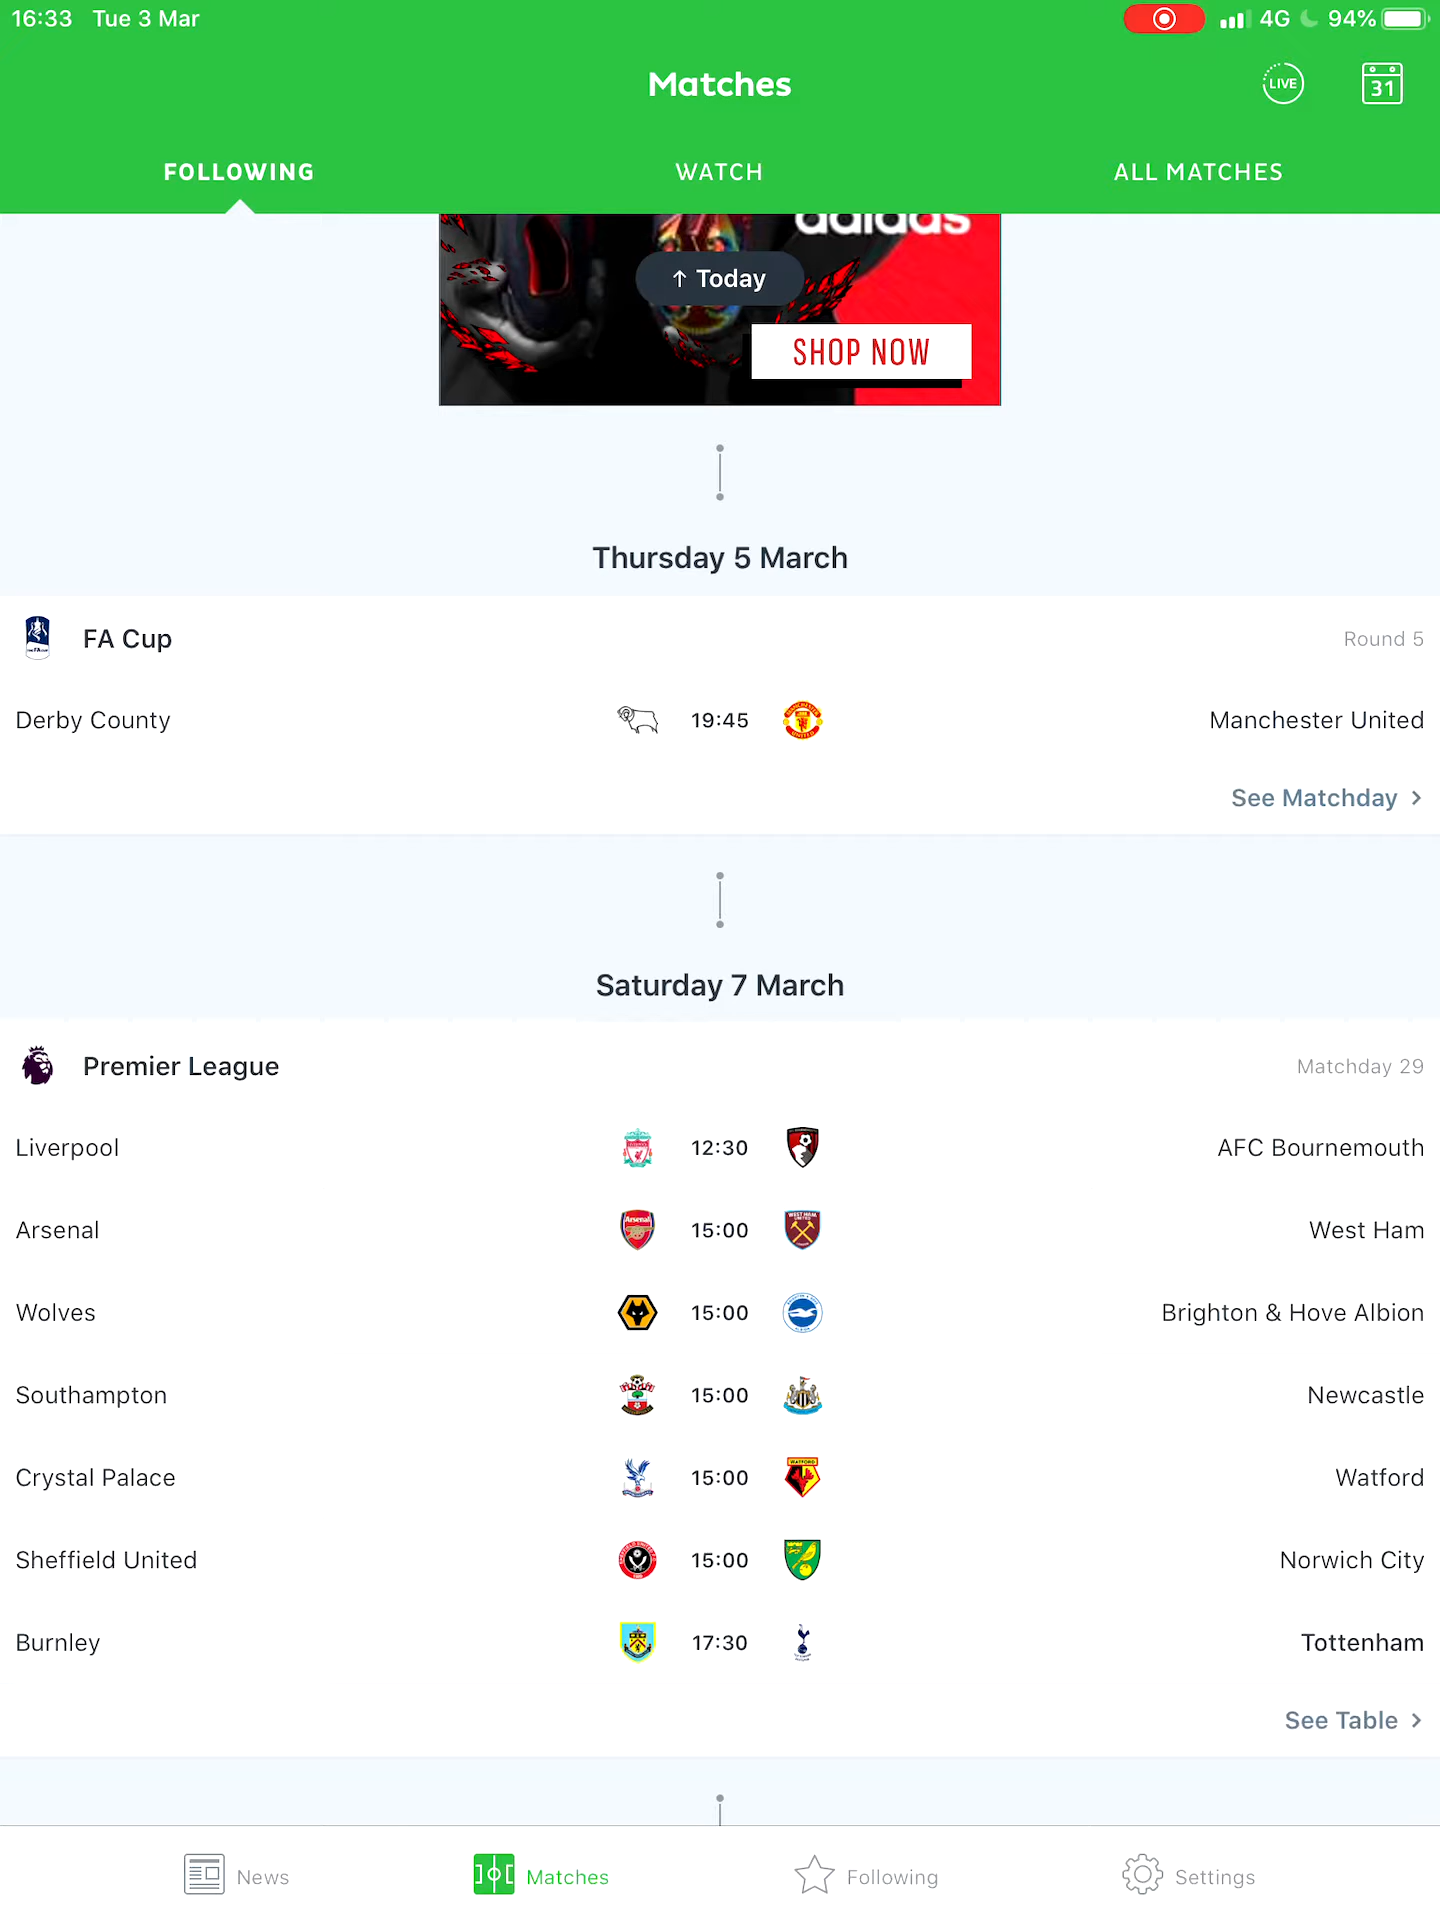 16:33 Tue 3 Mar 4G 94%
Matches
LIVE
31
FOLLOWING WATCH ALL MATCHES
adidas
↑ Today
SHOP NOW
Thursday 5 March
FA Cup Round 5
Derby County 19:45 Manchester United
See Matchday >
Saturday 7 March
Premier League Matchday 29
Liverpool 12:30 AFC Bournemouth
Arsenal 15:00 West Ham
Wolves 15:00 Brighton & Hove Albion
Southampton 15:00 Newcastle
Crystal Palace 15:00 Watford
Sheffield United 15:00 Norwich City
Burnley 17:30 Tottenham
See Table >
News Matches Following Settings